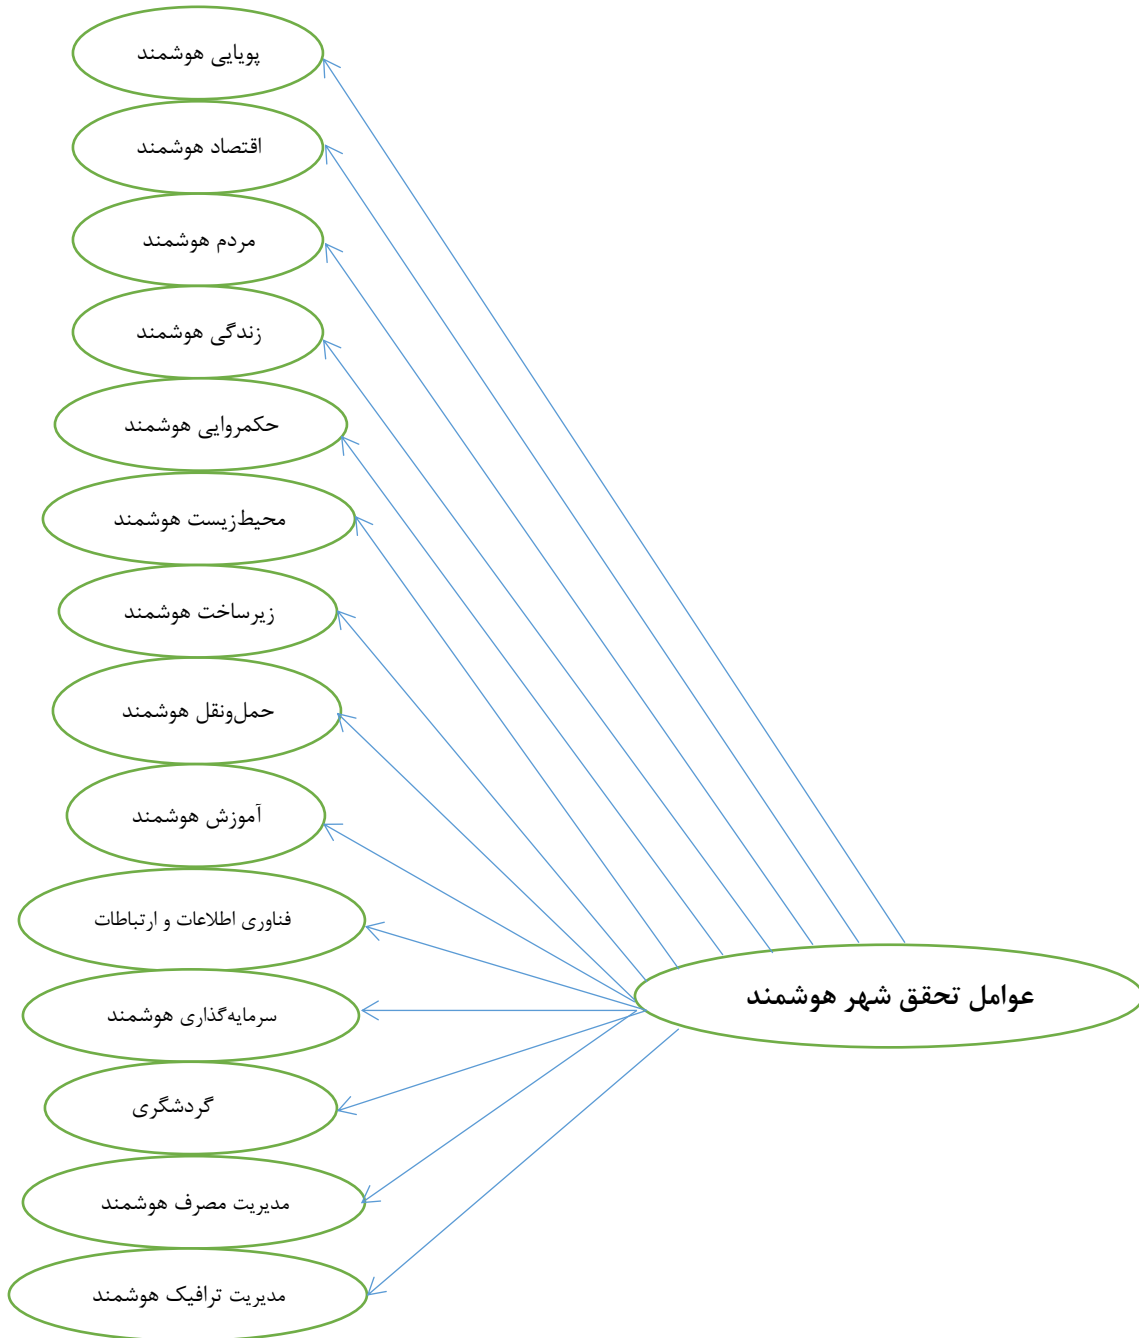 پویایی هوشمند
اقتصاد هوشمند
مردم هوشمند
زندگی هوشمند
حکمروایی هوشمند
محیط‌زیست هوشمند
زیرساخت هوشمند
حمل‌ونقل هوشمند
آموزش هوشمند
فناوری اطلاعات و ارتباطات
عوامل تحقق شهر هوشمند
سرمایه‌گذاری هوشمند
گردشگری
مدیریت مصرف هوشمند
مدیریت ترافیک هوشمند